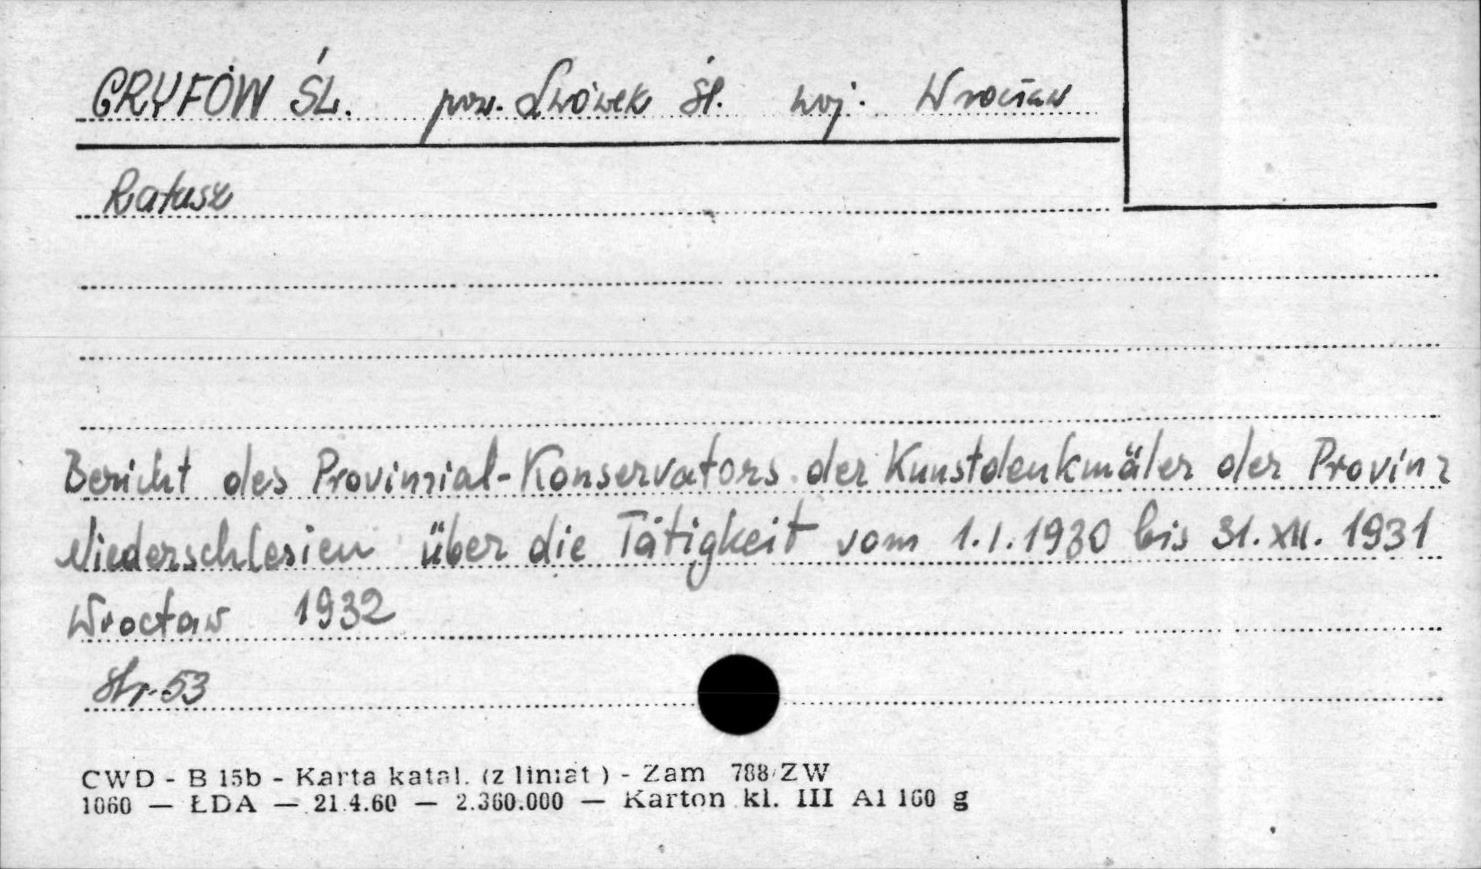 GRYFÓW ŚL. pow. Lwówek Śl. woj. Wrocław
Ratusz
Bericht des Provinzial-Konservators der Kunstdenkmäler der Provinz
Niederschlesien über die Tätigkeit vom 1.I.1930 bis 31.XII.1931
Wrocław 1932
Str. 53
CWD - B 15b - Karta katal. (z liniat) - Zam 788/ZW
1060 — ŁDA — 21.4.60 — 2.360.000 — Karton kl. III A1 160 g